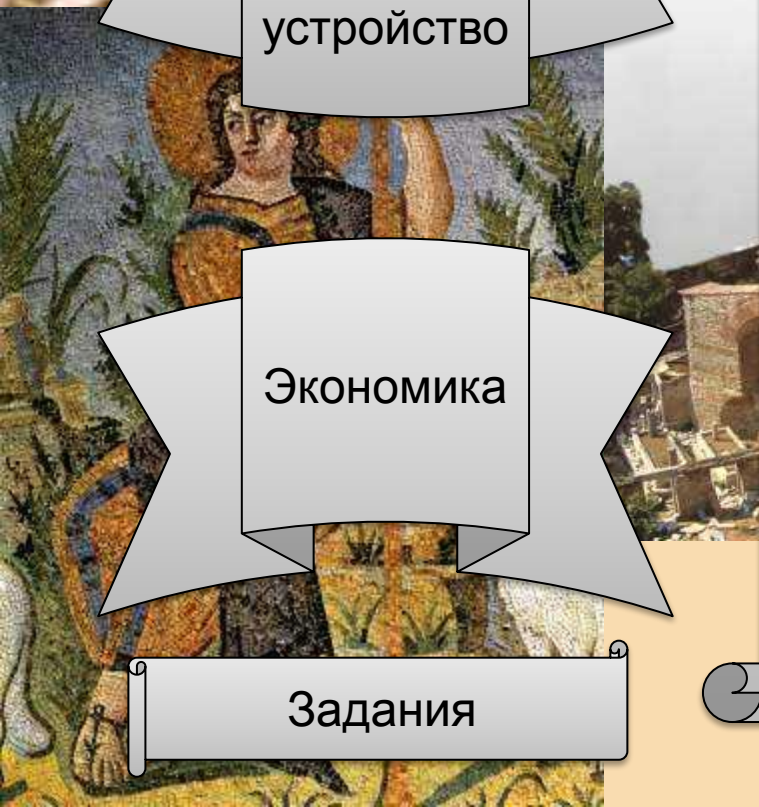 устройство
Экономика
Задания